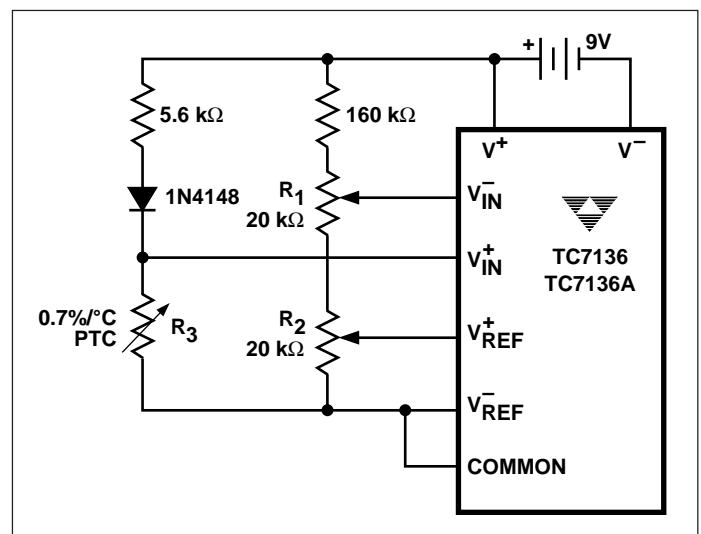 + 9V
5.6 kΩ
160 kΩ
V+ V−
1N4148
R1
20 kΩ
V−IN
V+IN
TC7136
TC7136A
0.7%/°C
PTC
R3
R2
20 kΩ
V+REF
V−REF
COMMON